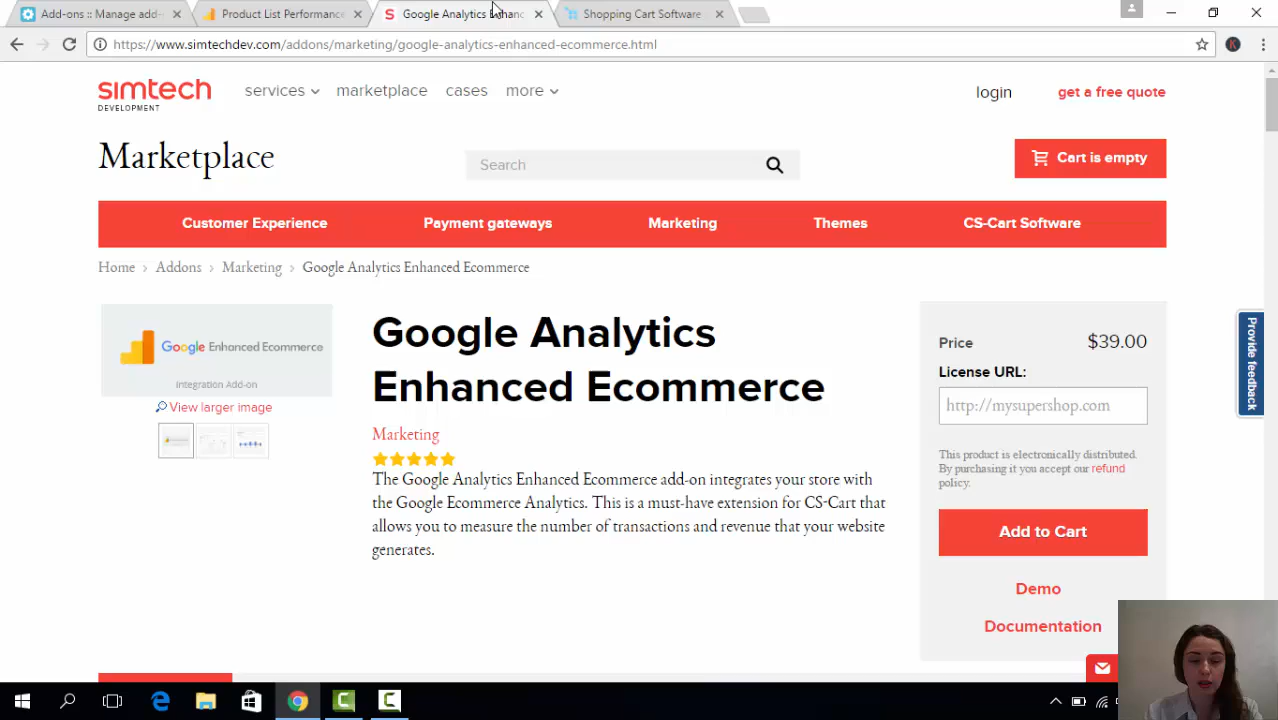 Add-ons :: Manage add-
Product List Performance
Google Analytics Enhanc
Shopping Cart Software
https://www.simtechdev.com/addons/marketing/google-analytics-enhanced-ecommerce.html
simtech
DEVELOPMENT
services
marketplace
cases
more
login
get a free quote
Marketplace
Search
Cart is empty
Customer Experience
Payment gateways
Marketing
Themes
CS-Cart Software
Home > Addons > Marketing > Google Analytics Enhanced Ecommerce
Google Enhanced Ecommerce
Integration Add-on
View larger image
Google Analytics
Enhanced Ecommerce
Marketing
The Google Analytics Enhanced Ecommerce add-on integrates your store with
the Google Ecommerce Analytics. This is a must-have extension for CS-Cart that
allows you to measure the number of transactions and revenue that your website
generates.
Price $39.00
License URL:
http://mysupershop.com
This product is electronically distributed.
By purchasing it you accept our refund
policy.
Add to Cart
Demo
Documentation
Provide feedback